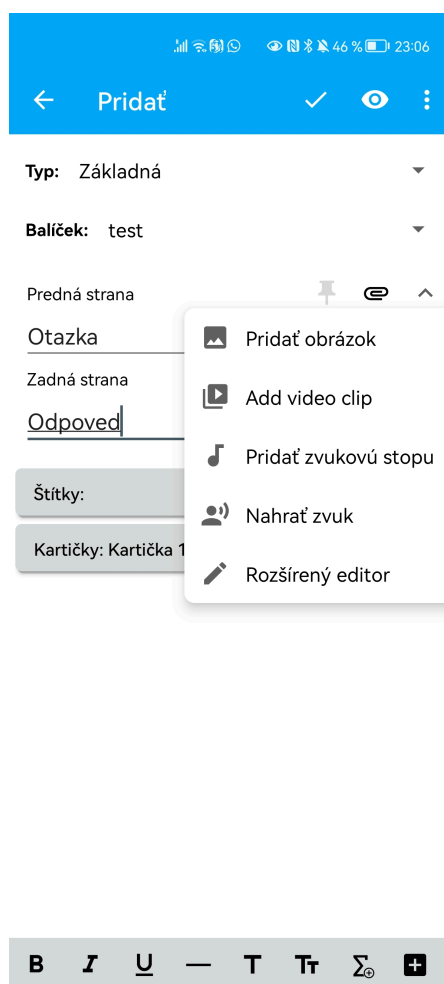 46 % 23:06
Pridať
Typ: Základná
Balíček: test
Predná strana
Otazka
Pridať obrázok
Zadná strana
Add video clip
Odpoved
Pridať zvukovú stopu
Štítky:
Nahrať zvuk
Kartičky: Kartička 1
Rozšírený editor
B I U — T TT